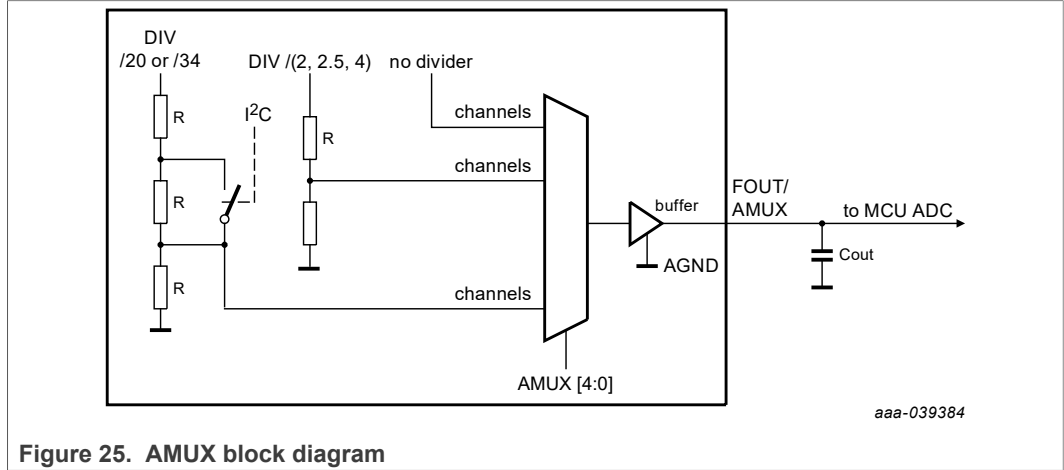 DIV
/20 or /34
DIV /(2, 2.5, 4)
no divider
R
I²C
channels
R
channels
R
FOUT/
AMUX
buffer
to MCU ADC
AGND
Cout
R
channels
AMUX [4:0]
aaa-039384
Figure 25. AMUX block diagram